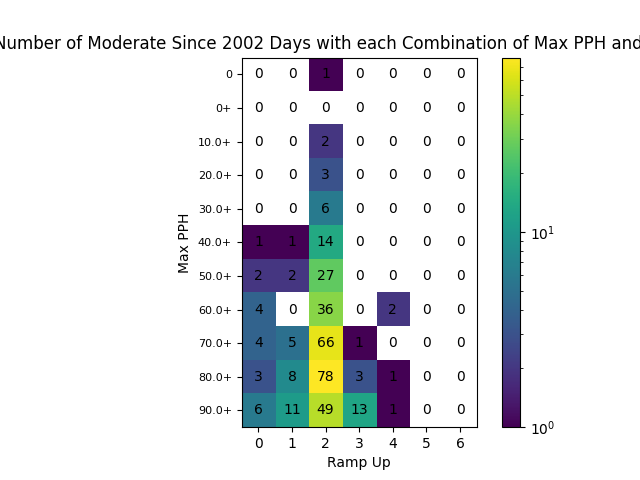 Number of Moderate Since 2002 Days with each Combination of Max PPH and
0 0 0 1 0 0 0 0
0+ 0 0 0 0 0 0 0
10.0+ 0 0 2 0 0 0 0
20.0+ 0 0 3 0 0 0 0
30.0+ 0 0 6 0 0 0 0
40.0+ 1 1 14 0 0 0 0
50.0+ 2 2 27 0 0 0 0
60.0+ 4 0 36 0 2 0 0
70.0+ 4 5 66 1 0 0 0
80.0+ 3 8 78 3 1 0 0
90.0+ 6 11 49 13 1 0 0
0 1 2 3 4 5 6
Ramp Up
Max PPH
10¹
10⁰